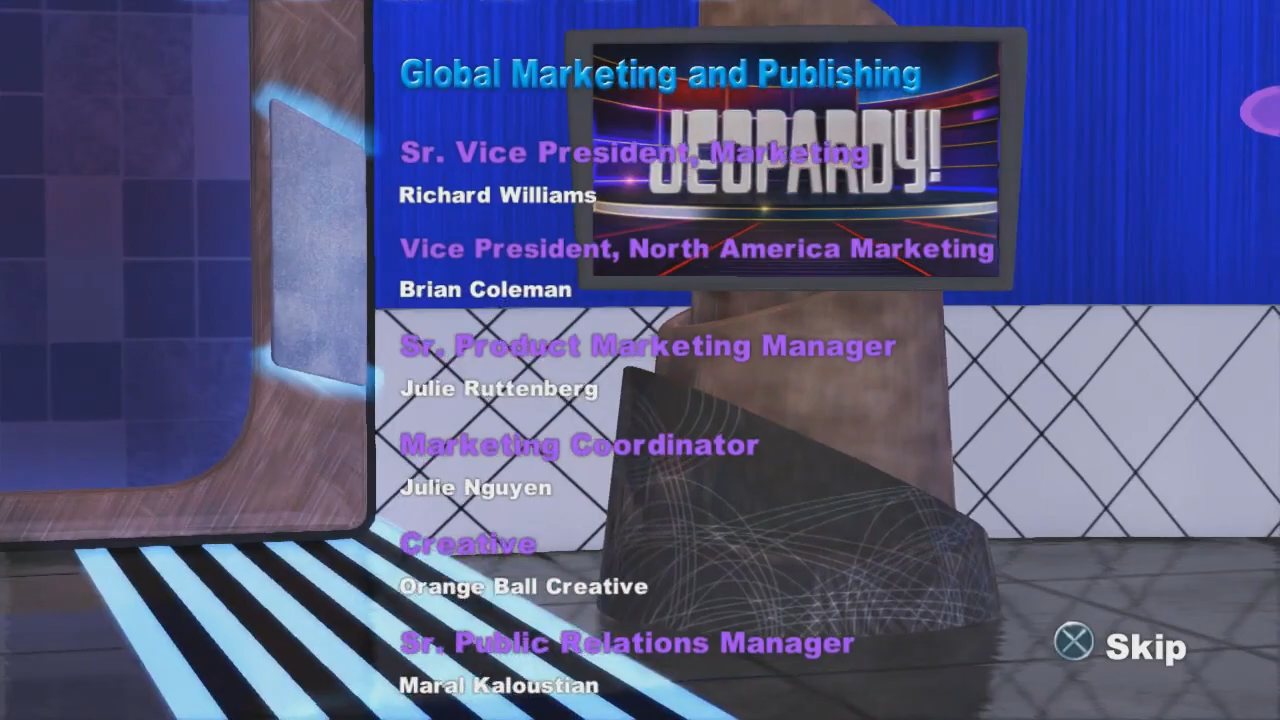 Global Marketing and Publishing
JEOPARDY!
Sr. Vice President, Marketing
Richard Williams
Vice President, North America Marketing
Brian Coleman
Sr. Product Marketing Manager
Julie Ruttenberg
Marketing Coordinator
Julie Nguyen
Creative
Orange Ball Creative
Sr. Public Relations Manager
Maral Kaloustian
Skip